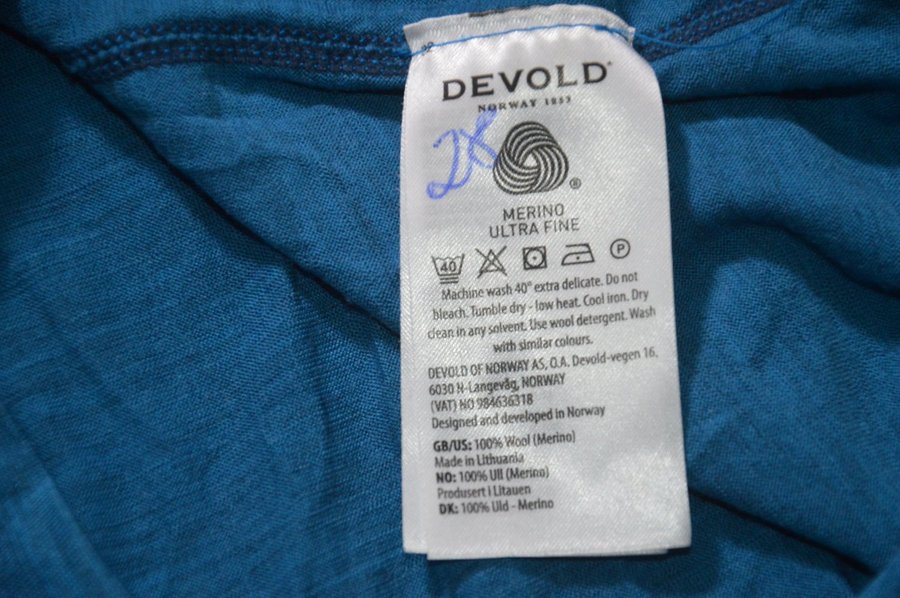 DEVOLD®
NORWAY 1853
2X
®
MERINO
ULTRA FINE
40
P
Machine wash 40° extra delicate. Do not
bleach. Tumble dry - low heat. Cool iron. Dry
clean in any solvent. Use wool detergent. Wash
with similar colours.
DEVOLD OF NORWAY AS, O.A. Devold-vegen 16.
6030 N-Langevåg, NORWAY
(VAT) NO 984636318
Designed and developed in Norway
GB/US: 100% Wool (Merino)
Made in Lithuania
NO: 100% Ull (Merino)
Produsert i Litauen
DK: 100% Uld - Merino